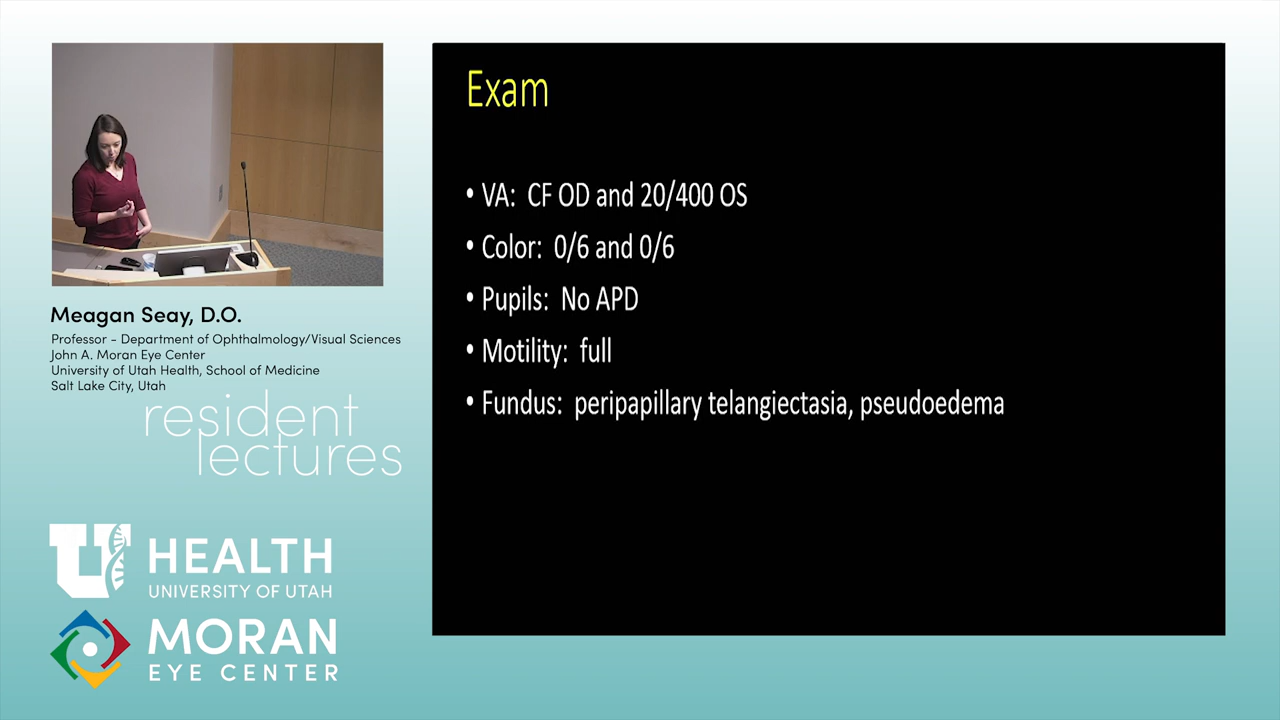 Meagan Seay, D.O.
Professor - Department of Ophthalmology/Visual Sciences
John A. Moran Eye Center
University of Utah Health, School of Medicine
Salt Lake City, Utah
resident
lectures
U HEALTH
UNIVERSITY OF UTAH
MORAN
EYE CENTER
Exam
• VA: CF OD and 20/400 OS
• Color: 0/6 and 0/6
• Pupils: No APD
• Motility: full
• Fundus: peripapillary telangiectasia, pseudoedema